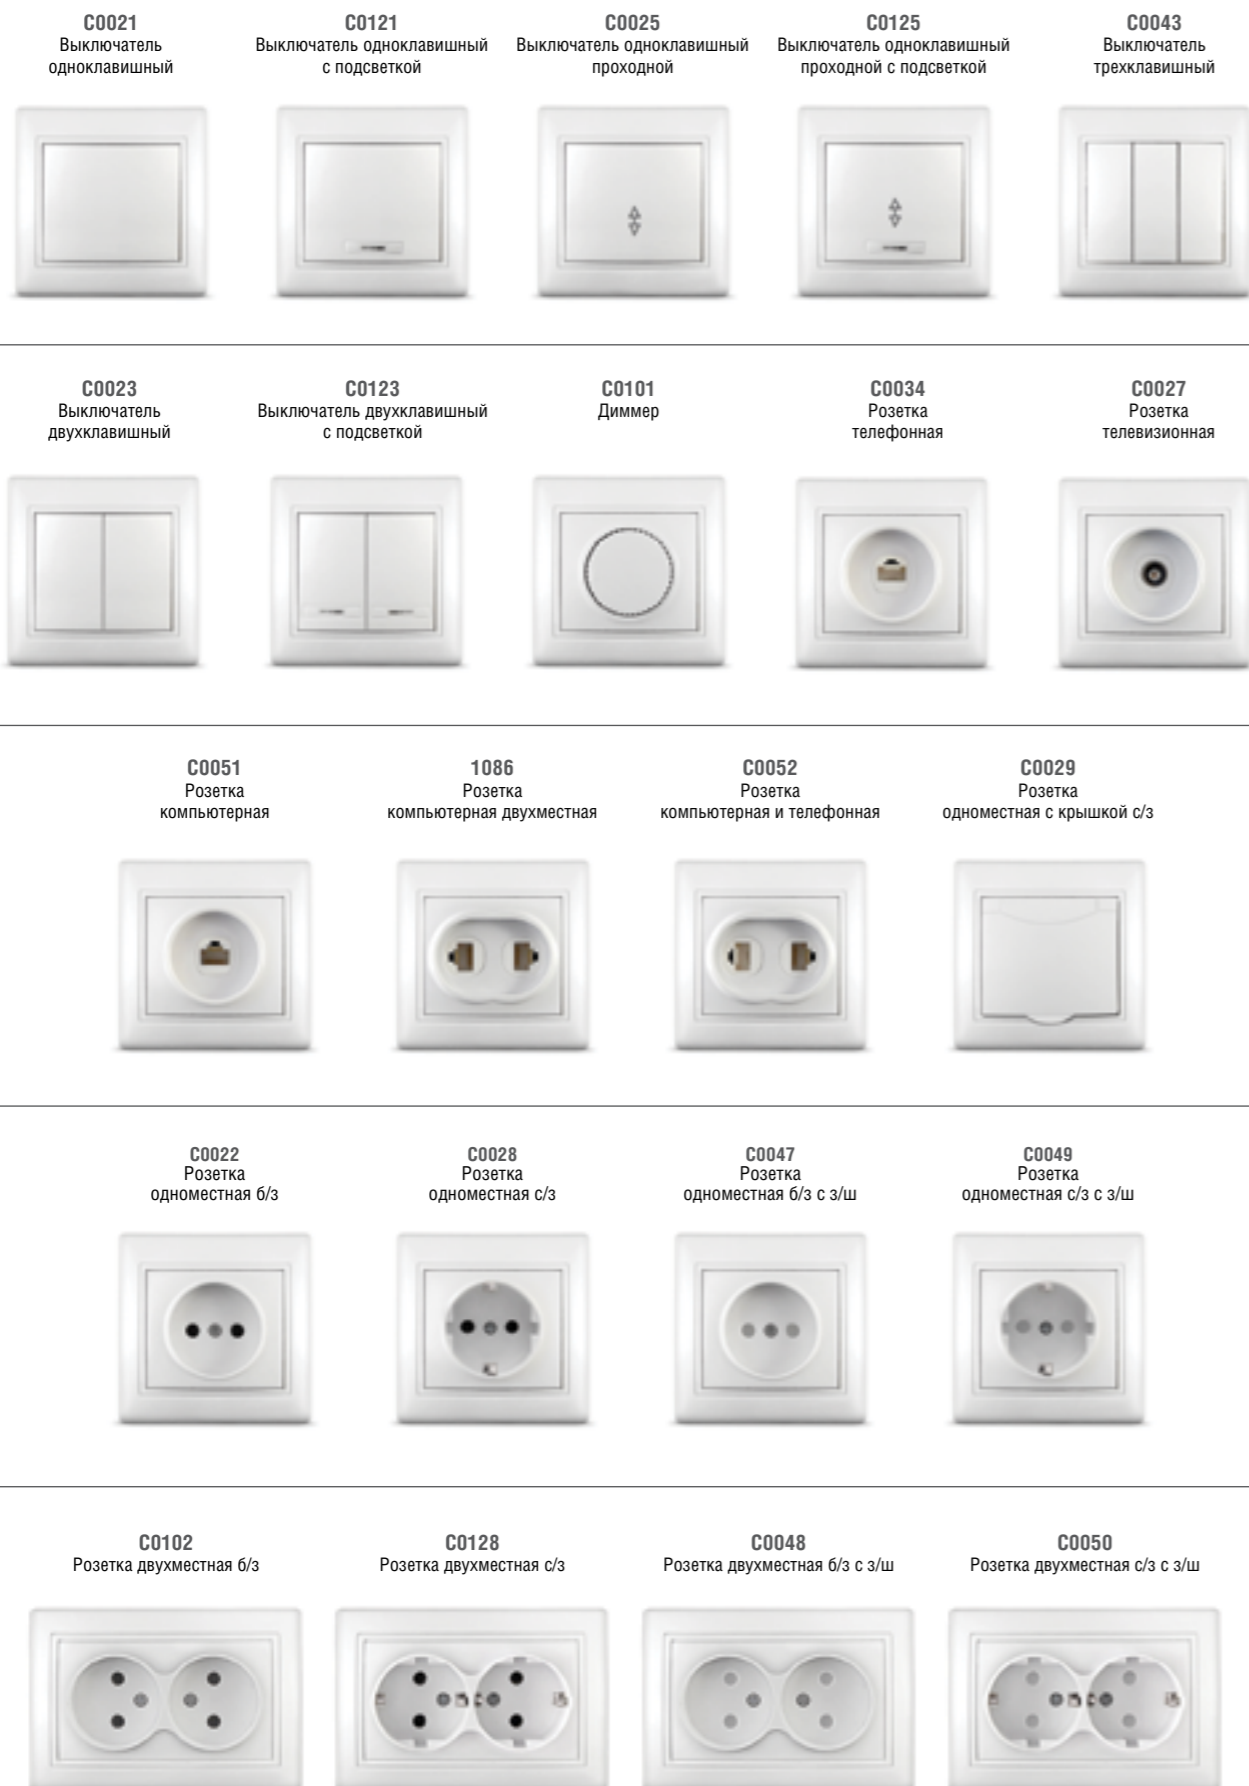 C0021
Выключатель
одноклавишный
C0121
Выключатель одноклавишный
с подсветкой
C0025
Выключатель одноклавишный
проходной
C0125
Выключатель одноклавишный
проходной с подсветкой
C0043
Выключатель
трехклавишный
C0023
Выключатель
двухклавишный
C0123
Выключатель двухклавишный
с подсветкой
C0101
Диммер
C0034
Розетка
телефонная
C0027
Розетка
телевизионная
C0051
Розетка
компьютерная
1086
Розетка
компьютерная двухместная
C0052
Розетка
компьютерная и телефонная
C0029
Розетка
одноместная с крышкой с/з
C0022
Розетка
одноместная б/з
C0028
Розетка
одноместная с/з
C0047
Розетка
одноместная б/з с з/ш
C0049
Розетка
одноместная с/з с з/ш
C0102
Розетка двухместная б/з
C0128
Розетка двухместная с/з
C0048
Розетка двухместная б/з с з/ш
C0050
Розетка двухместная с/з с з/ш